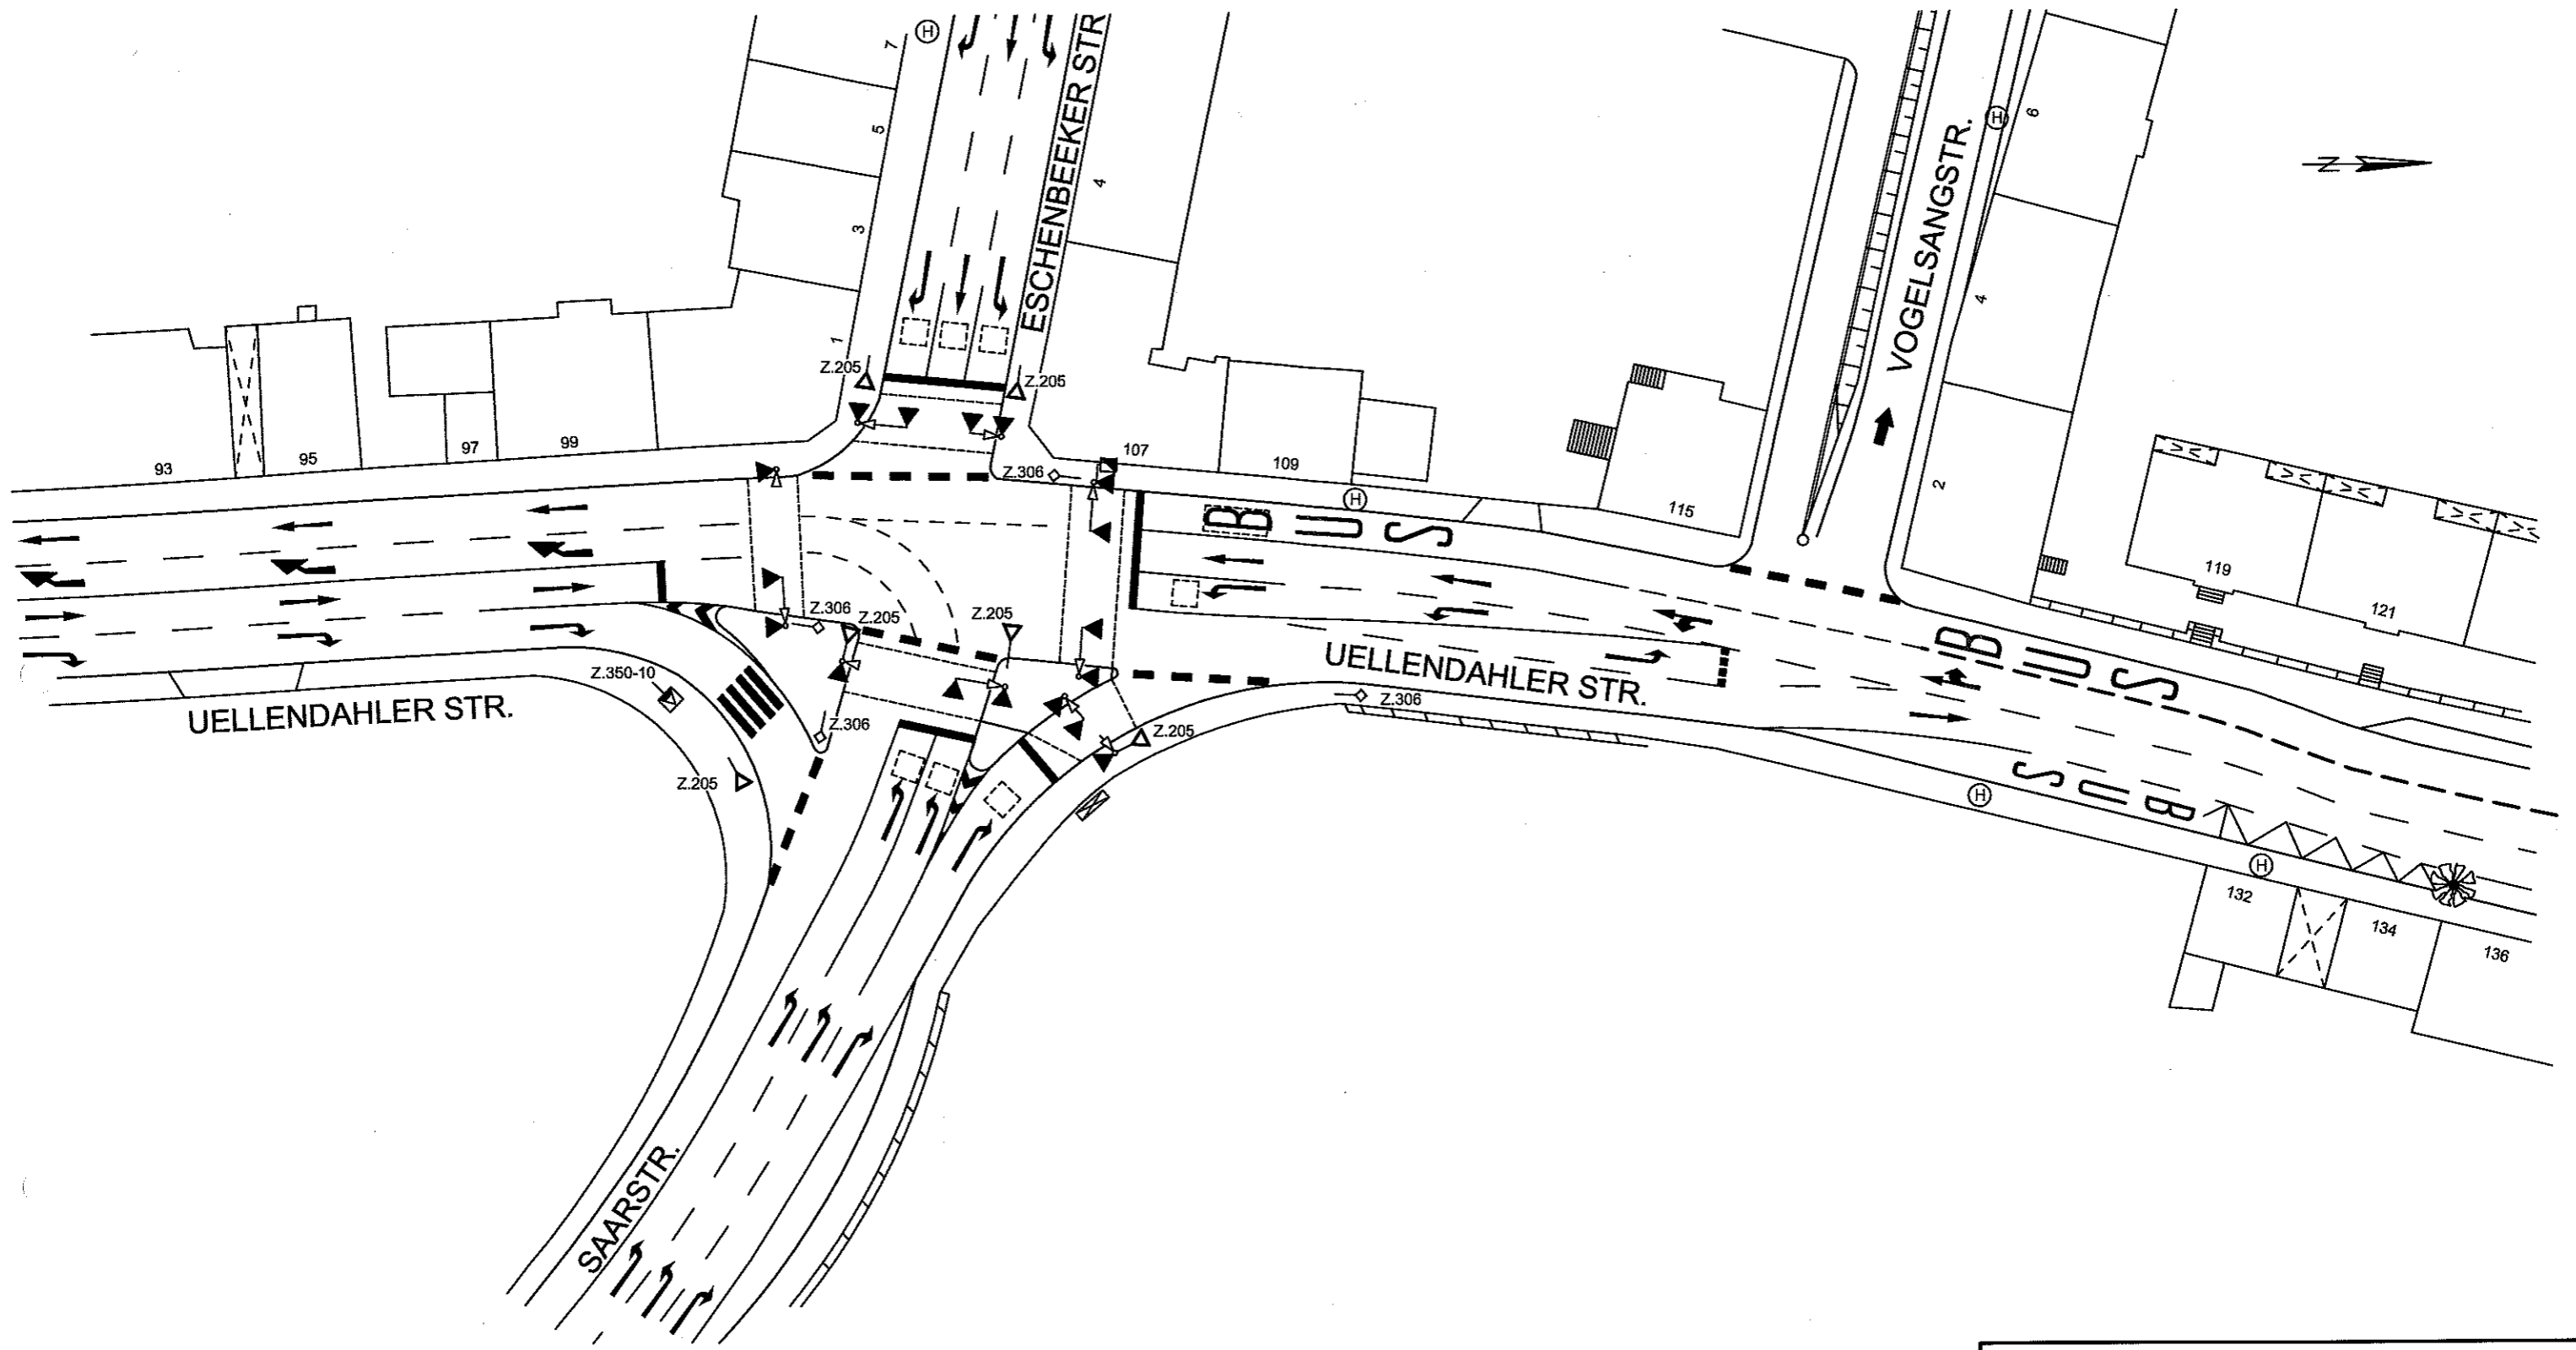 H
7
5
3
1
ESCHENBEEKER STR
4
Z.205
Z.205
93
95
97
99
Z.306
107
109
H
115
BUS
VOGELSANGSTR.
H
6
4
2
N
119
121
Z.306
Z.205
Z.205
Z.350-10
UELLENDAHLER STR.
Z.306
Z.205
Z.205
UELLENDAHLER STR.
Z.306
BUS
BUS
H
H
132
134
136
SAARSTR.